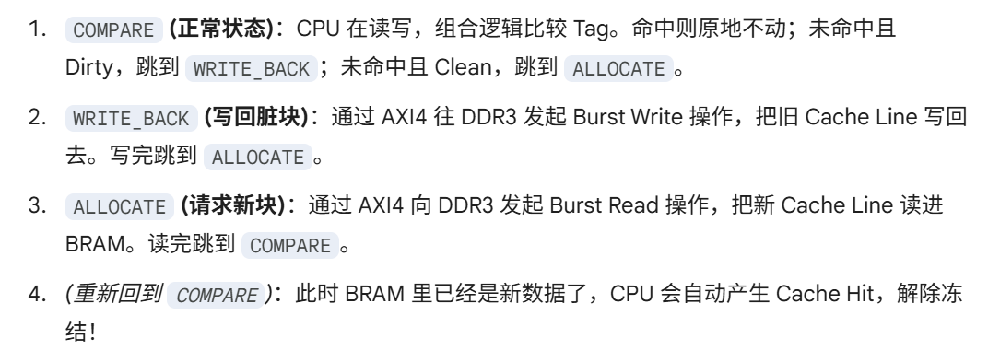 1. COMPARE (正常状态)：CPU 在读写，组合逻辑比较 Tag。命中则原地不动；未命中且
Dirty，跳到 WRITE_BACK；未命中且 Clean，跳到 ALLOCATE。
2. WRITE_BACK (写回脏块)：通过 AXI4 往 DDR3 发起 Burst Write 操作，把旧 Cache Line 写回
去。写完跳到 ALLOCATE。
3. ALLOCATE (请求新块)：通过 AXI4 向 DDR3 发起 Burst Read 操作，把新 Cache Line 读进
BRAM。读完跳到 COMPARE。
4. (重新回到 COMPARE)：此时 BRAM 里已经是新数据了，CPU 会自动产生 Cache Hit，解除冻
结！